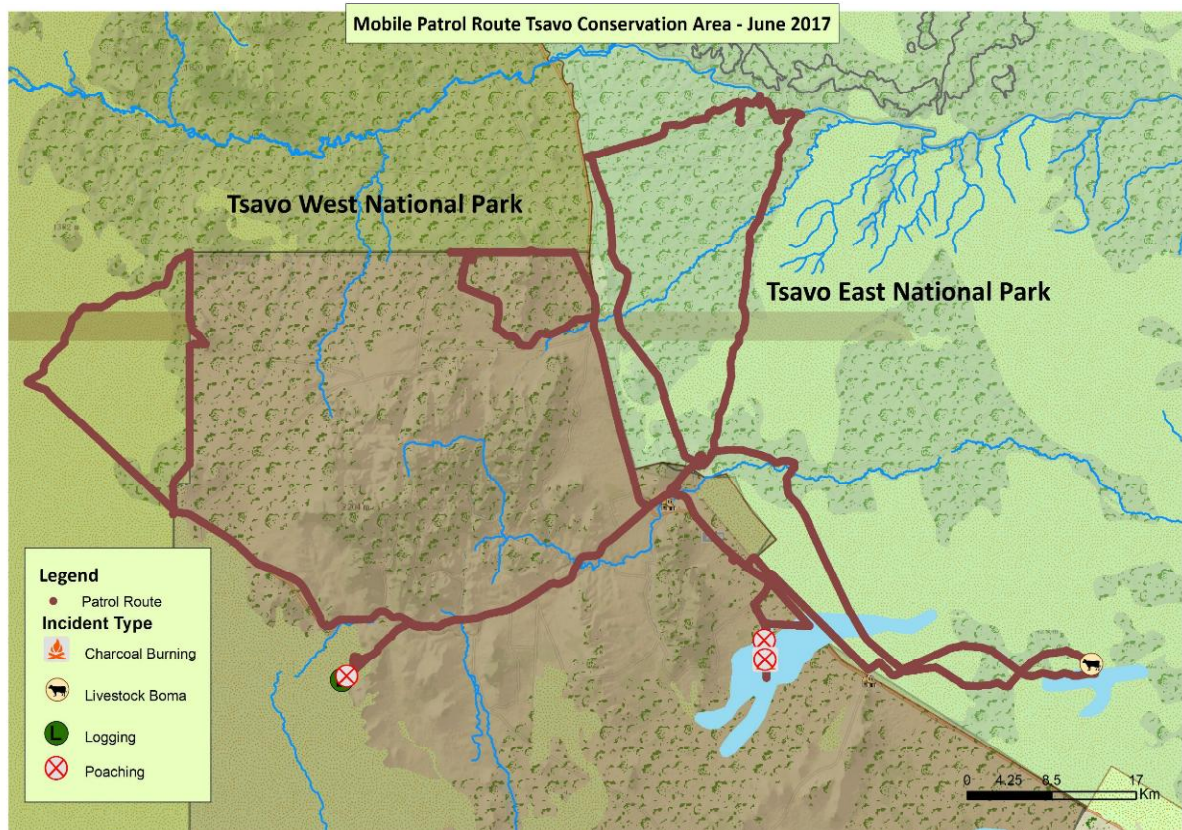 Mobile Patrol Route Tsavo Conservation Area - June 2017
Tsavo West National Park
Tsavo East National Park
Legend
Patrol Route
Incident Type
Charcoal Burning
Livestock Boma
L Logging
Poaching
0 4.25 8.5 17
Km